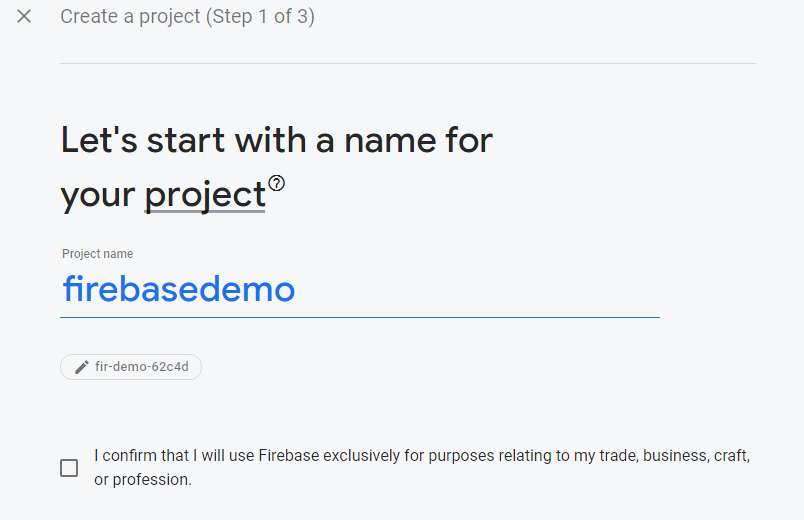 Create a project (Step 1 of 3)
Let's start with a name for
your project
Project name
firebasedemo
fir-demo-62c4d
I confirm that I will use Firebase exclusively for purposes relating to my trade, business, craft,
or profession.